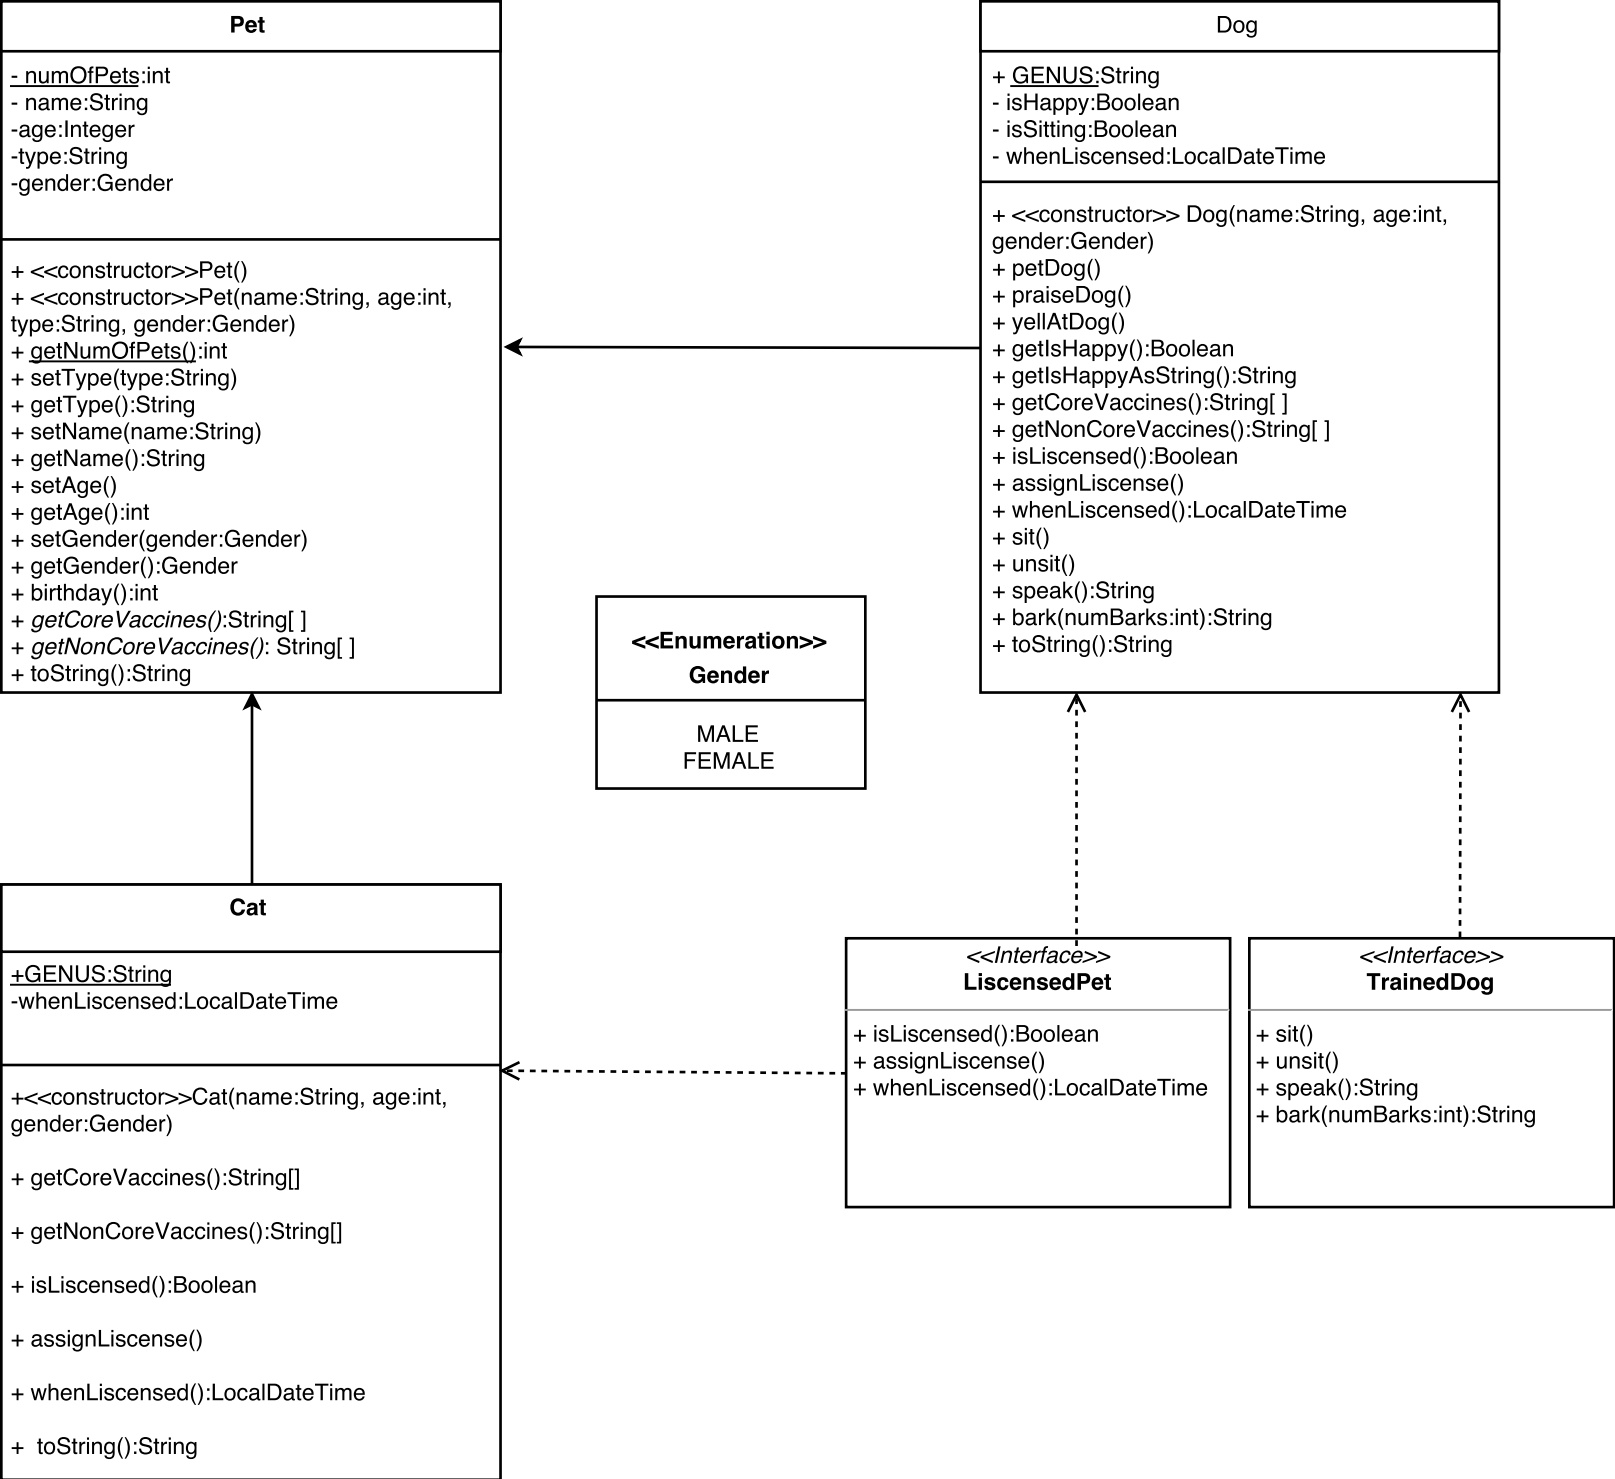 Pet
- numOfPets:int
- name:String
-age:Integer
-type:String
-gender:Gender
+ <<constructor>>Pet()
+ <<constructor>>Pet(name:String, age:int,
type:String, gender:Gender)
+ getNumOfPets():int
+ setType(type:String)
+ getType():String
+ setName(name:String)
+ getName():String
+ setAge()
+ getAge():int
+ setGender(gender:Gender)
+ getGender():Gender
+ birthday():int
+ getCoreVaccines():String[ ]
+ getNonCoreVaccines(): String[ ]
+ toString():String
Dog
+ GENUS:String
- isHappy:Boolean
- isSitting:Boolean
- whenLiscensed:LocalDateTime
+ <<constructor>> Dog(name:String, age:int,
gender:Gender)
+ petDog()
+ praiseDog()
+ yellAtDog()
+ getIsHappy():Boolean
+ getIsHappyAsString():String
+ getCoreVaccines():String[ ]
+ getNonCoreVaccines():String[ ]
+ isLiscensed():Boolean
+ assignLiscense()
+ whenLiscensed():LocalDateTime
+ sit()
+ unsit()
+ speak():String
+ bark(numBarks:int):String
+ toString():String
<<Enumeration>>
Gender
MALE
FEMALE
Cat
+GENUS:String
-whenLiscensed:LocalDateTime
+<<constructor>>Cat(name:String, age:int,
gender:Gender)
+ getCoreVaccines():String[]
+ getNonCoreVaccines():String[]
+ isLiscensed():Boolean
+ assignLiscense()
+ whenLiscensed():LocalDateTime
+  toString():String
<<Interface>>
LiscensedPet
+ isLiscensed():Boolean
+ assignLiscense()
+ whenLiscensed():LocalDateTime
<<Interface>>
TrainedDog
+ sit()
+ unsit()
+ speak():String
+ bark(numBarks:int):String